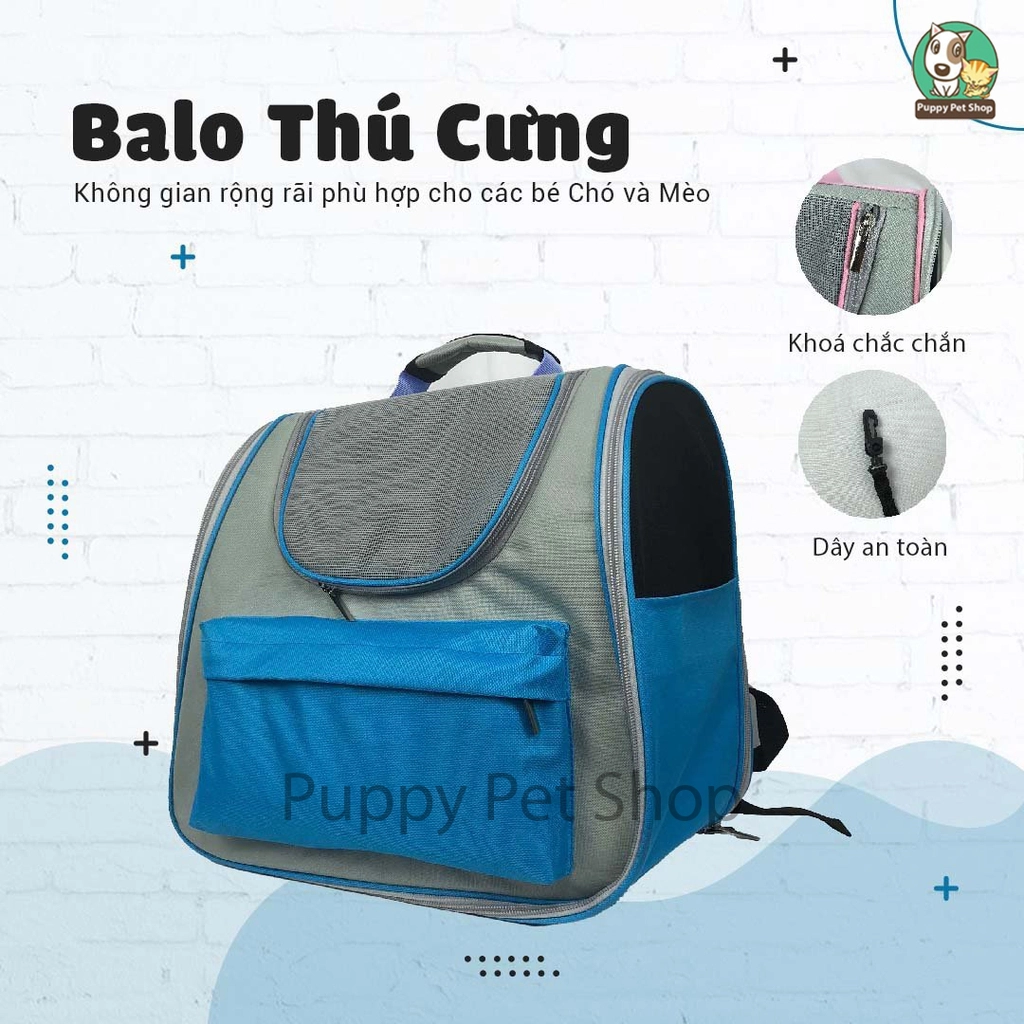 Puppy Pet Shop
Balo Thú Cưng
Không gian rộng rãi phù hợp cho các bé Chó và Mèo
Khoá chắc chắn
Dây an toàn
Puppy Pet Shop